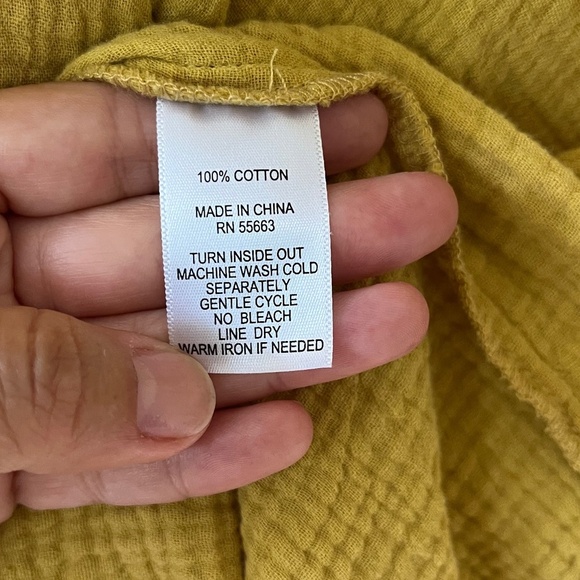 100% COTTON
MADE IN CHINA
RN 55663
TURN INSIDE OUT
MACHINE WASH COLD
SEPARATELY
GENTLE CYCLE
NO BLEACH
LINE DRY
WARM IRON IF NEEDED